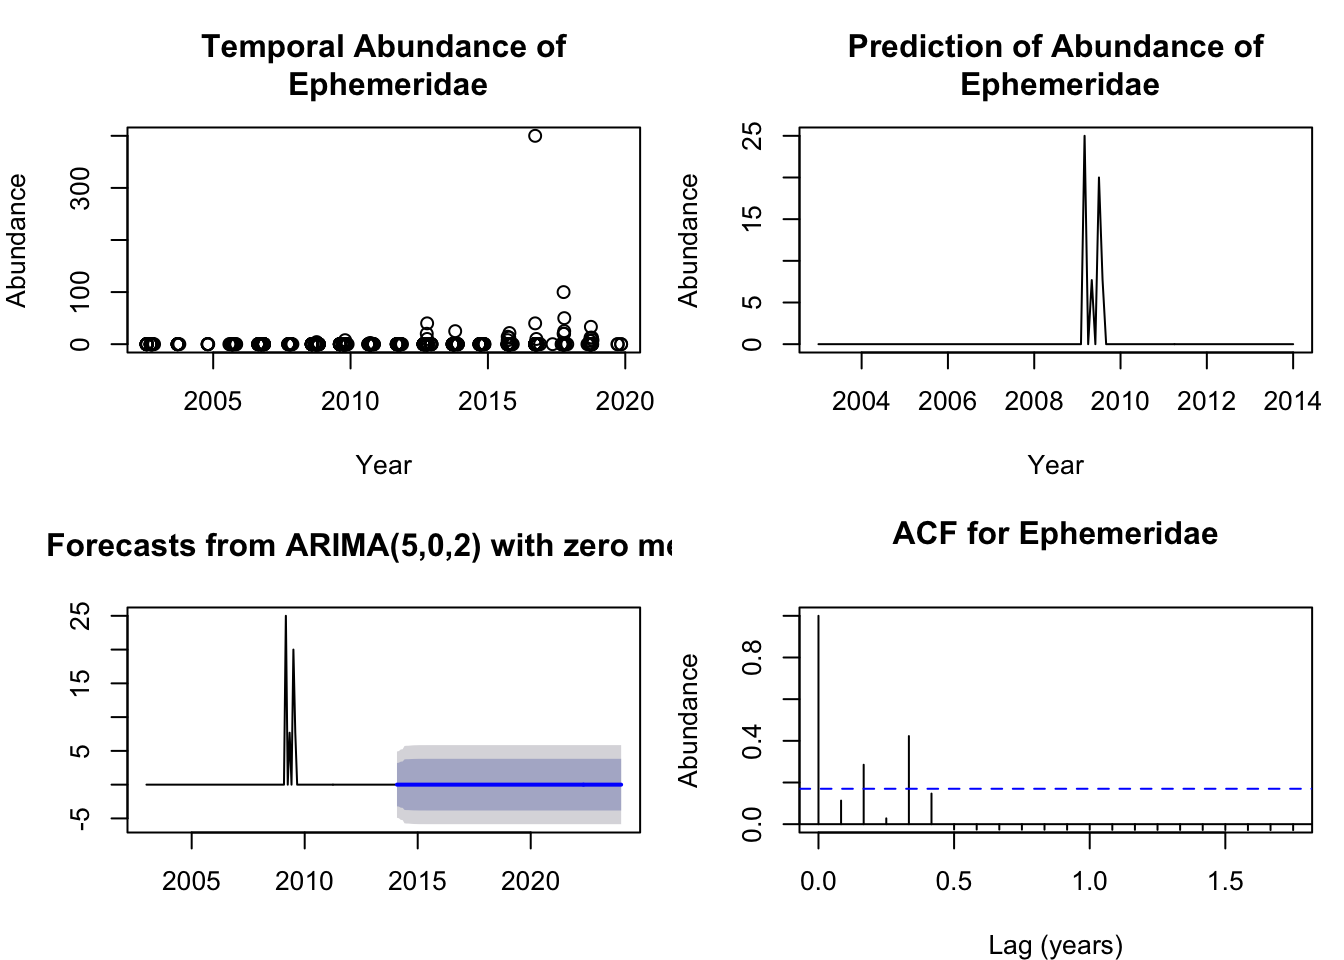 Temporal Abundance of
Ephemeridae
Abundance
0
100
300
2005
2010
2015
2020
Year
Prediction of Abundance of
Ephemeridae
Abundance
0
5
15
25
2004
2006
2008
2010
2012
2014
Year
Forecasts from ARIMA(5,0,2) with zero
-5
5
15
25
2005
2010
2015
2020
ACF for Ephemeridae
Abundance
0.0
0.4
0.8
0.0
0.5
1.0
1.5
Lag (years)